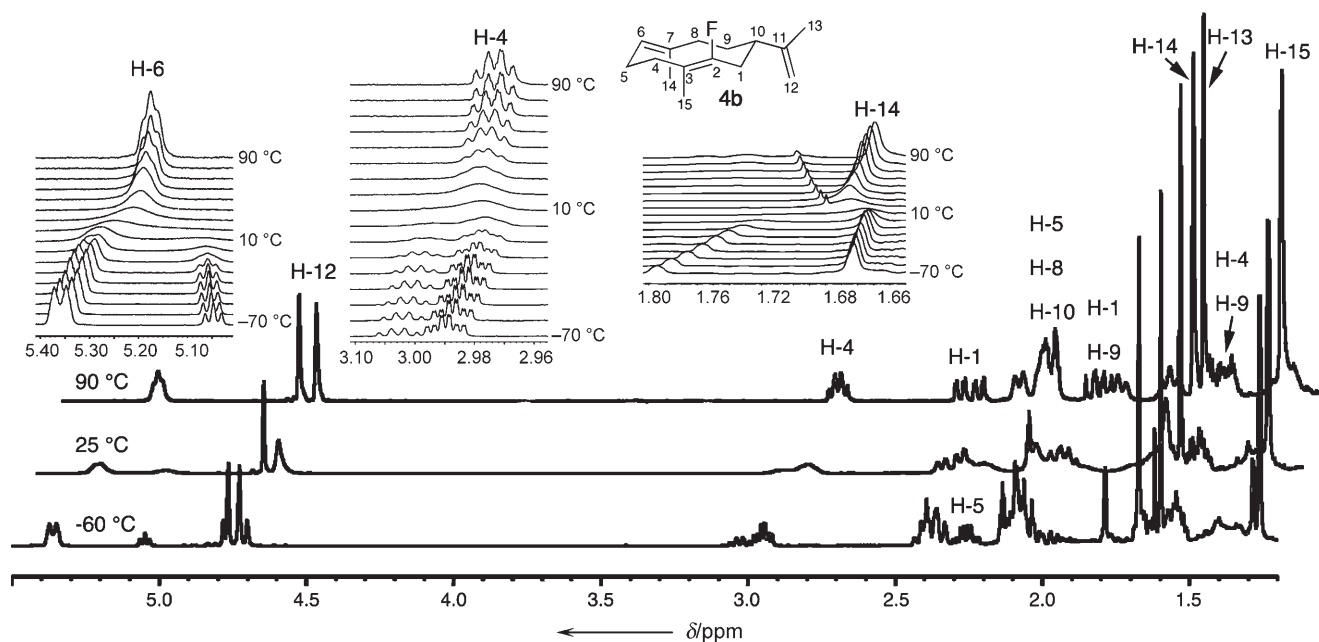 H-6
90 °C
10 °C
–70 °C
5.40 5.30 5.20 5.10
H-4
90 °C
10 °C
–70 °C
3.10 3.00 2.98 2.96
F
1 2 3 4 5 6 7 8 9 10 11 12 13 14 15
4b
H-14
90 °C
10 °C
–70 °C
1.80 1.76 1.72 1.68 1.66
H-14 H-13 H-15
H-12
H-5
H-8
H-10
H-1
H-9
H-4
H-9
H-4
H-1
90 °C
25 °C
H-5
-60 °C
5.0 4.5 4.0 3.5 3.0 2.5 2.0 1.5
δ/ppm